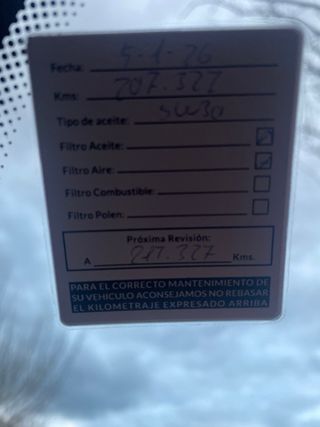 Fecha: 5-1-26
Kms: 207.327
Tipo de aceite: 5W30
Filtro Aceite:
Filtro Aire:
Filtro Combustible:
Filtro Polen:
Próxima Revisión:
A 217.327 Kms.
PARA EL CORRECTO MANTENIMIENTO DE
SU VEHICULO ACONSEJAMOS NO REBASAR
EL KILOMETRAJE EXPRESADO ARRIBA